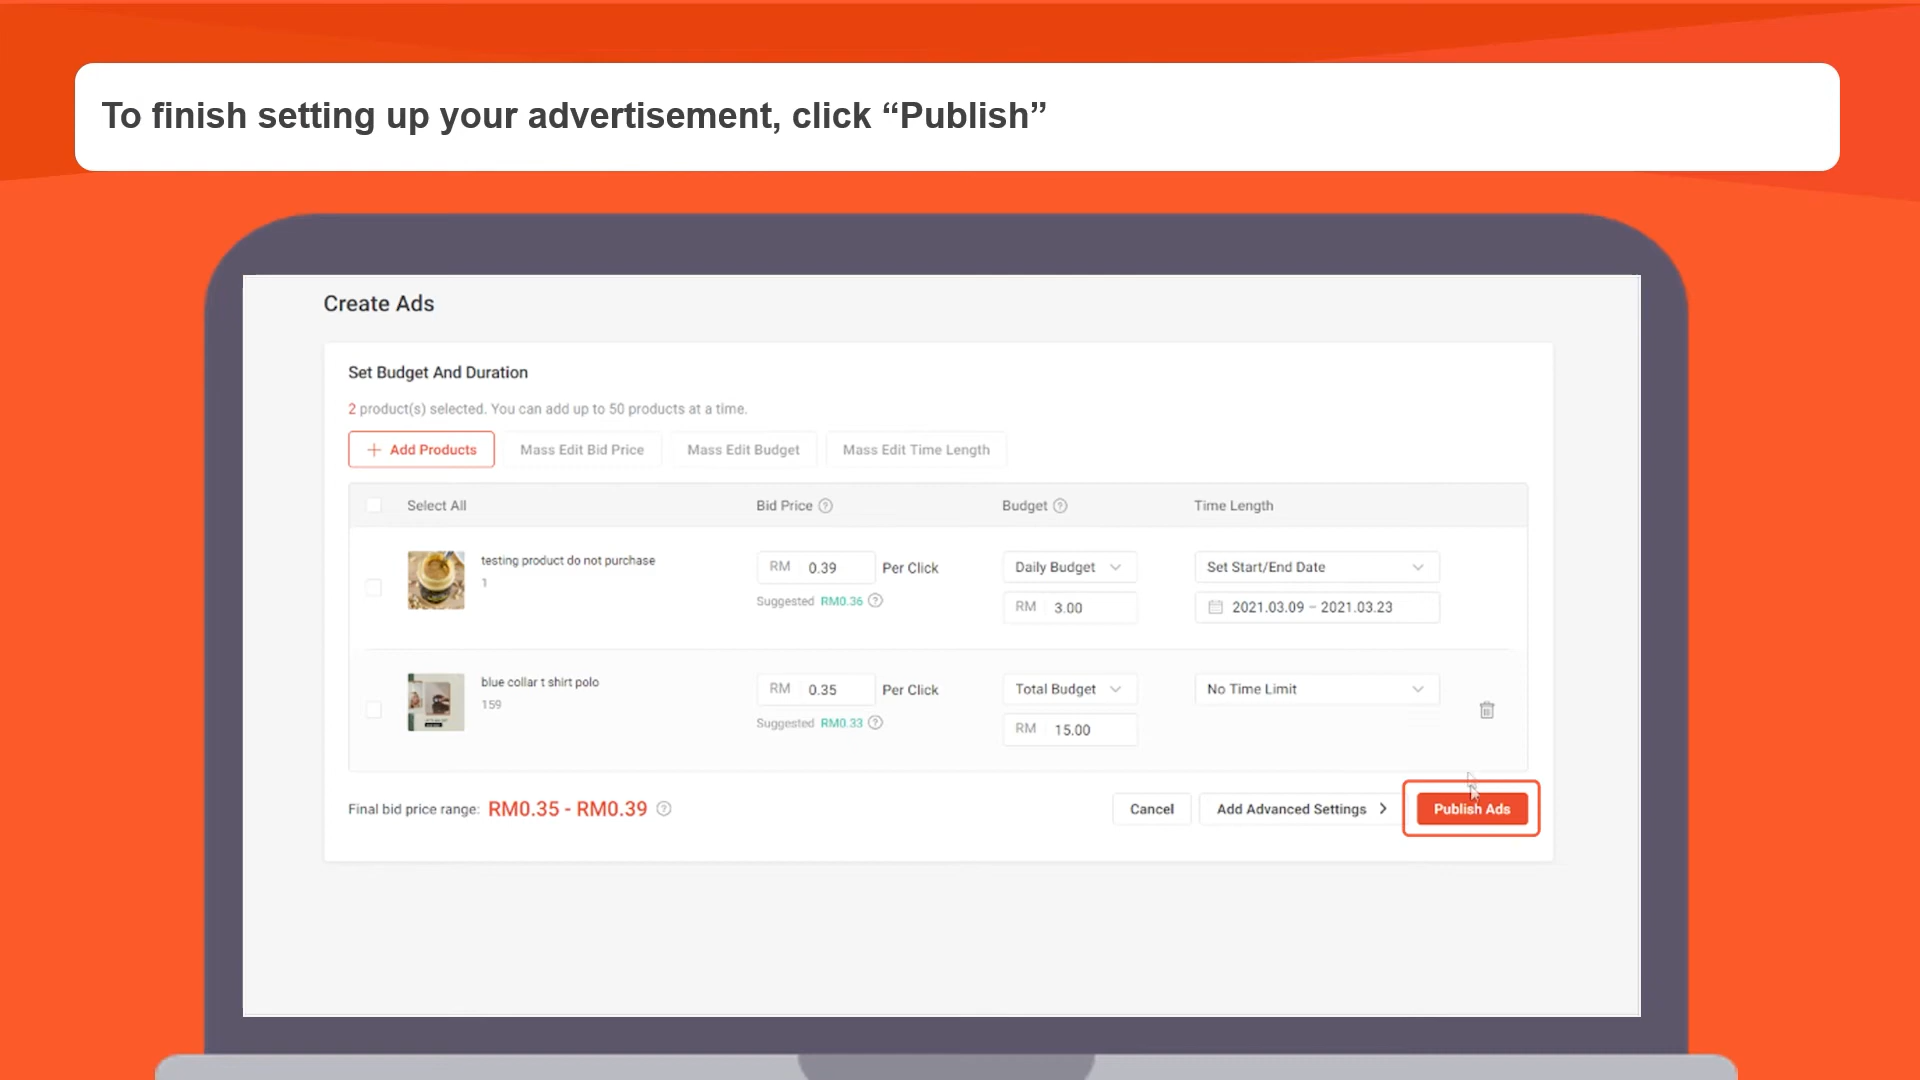 To finish setting up your advertisement, click “Publish”
Create Ads
Set Budget And Duration
2 product(s) selected. You can add up to 50 products at a time.
+ Add Products Mass Edit Bid Price Mass Edit Budget Mass Edit Time Length
Select All Bid Price ? Budget ? Time Length
testing product do not purchase
1
RM 0.39 Per Click
Suggested RM0.36 ?
Daily Budget
RM 3.00
Set Start/End Date
2021.03.09 – 2021.03.23
blue collar t shirt polo
159
RM 0.35 Per Click
Suggested RM0.33 ?
Total Budget
RM 15.00
No Time Limit
Final bid price range: RM0.35 - RM0.39 ?
Cancel Add Advanced Settings > Publish Ads